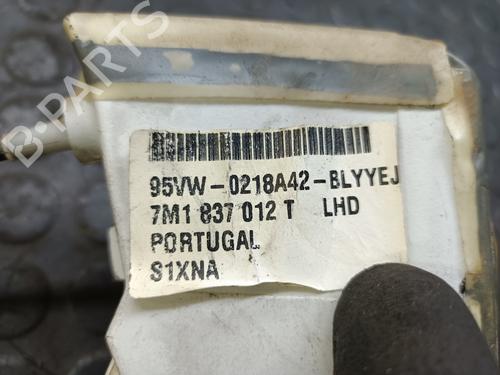 B-PARTS
95VW-0218A42-BLYYEJ
7M1 837 012 T LHD
PORTUGAL
S1XNA